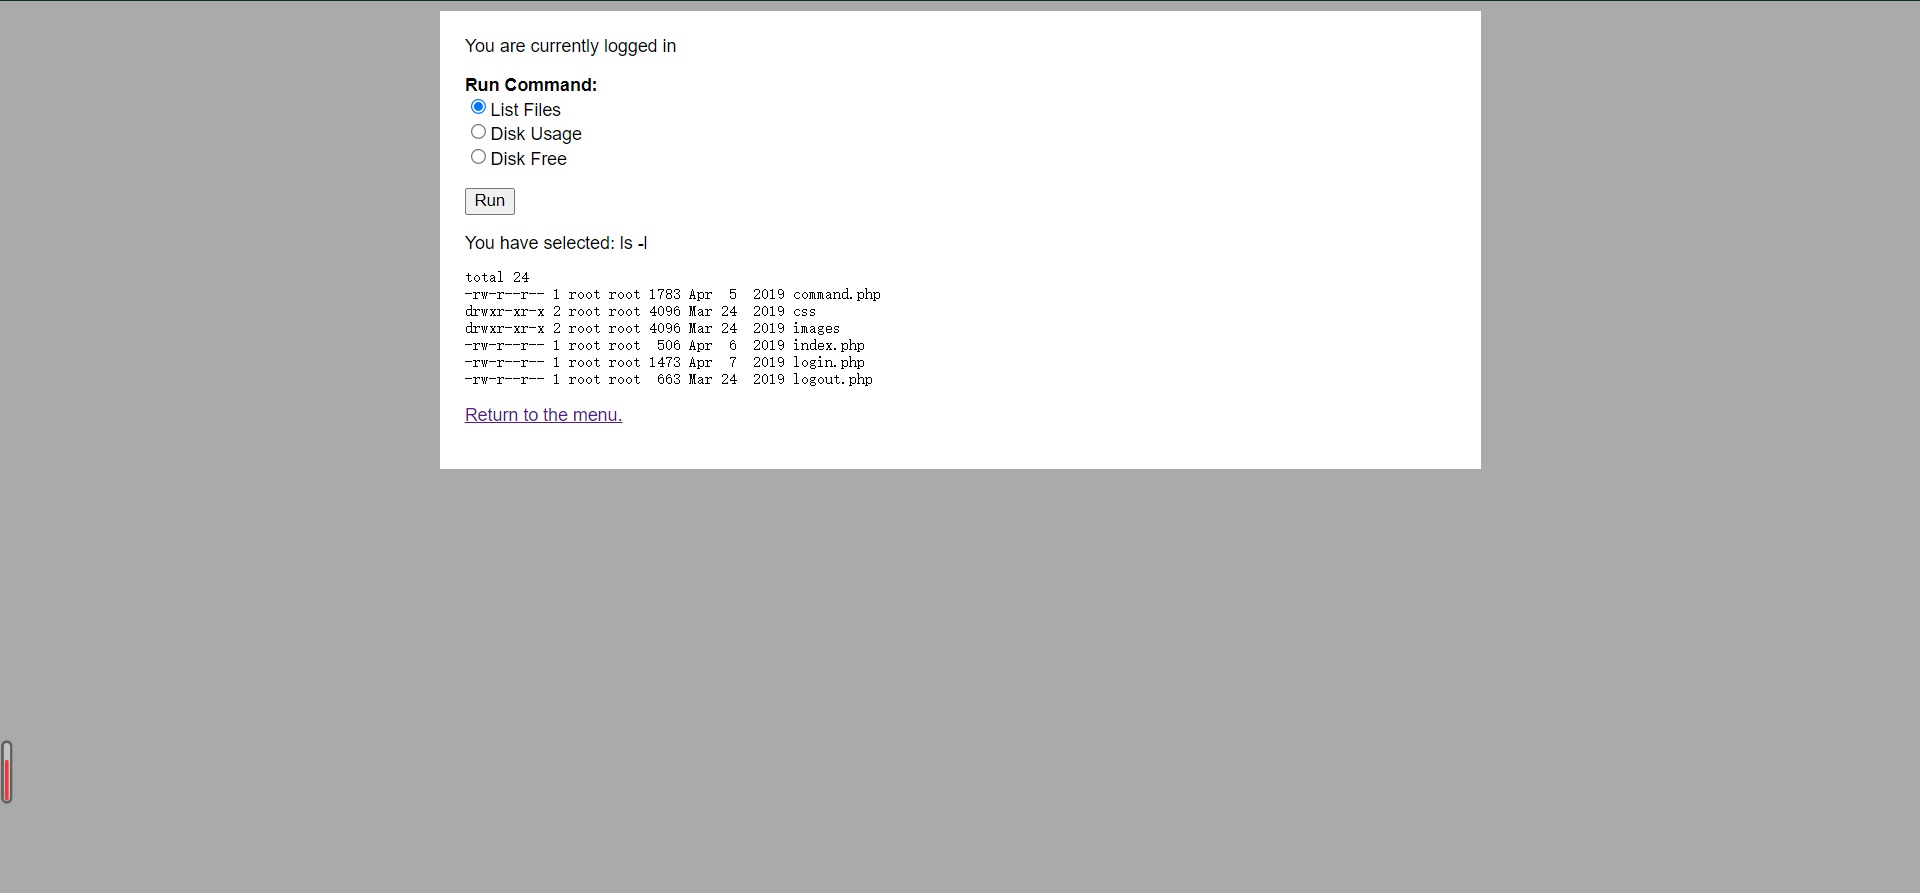 You are currently logged in
Run Command:
List Files
Disk Usage
Disk Free
Run
You have selected: ls -l
total 24
-rw-r--r-- 1 root root 1783 Apr  5  2019 command.php
drwxr-xr-x 2 root root 4096 Mar 24  2019 css
drwxr-xr-x 2 root root 4096 Mar 24  2019 images
-rw-r--r-- 1 root root  506 Apr  6  2019 index.php
-rw-r--r-- 1 root root 1473 Apr  7  2019 login.php
-rw-r--r-- 1 root root  663 Mar 24  2019 logout.php
Return to the menu.